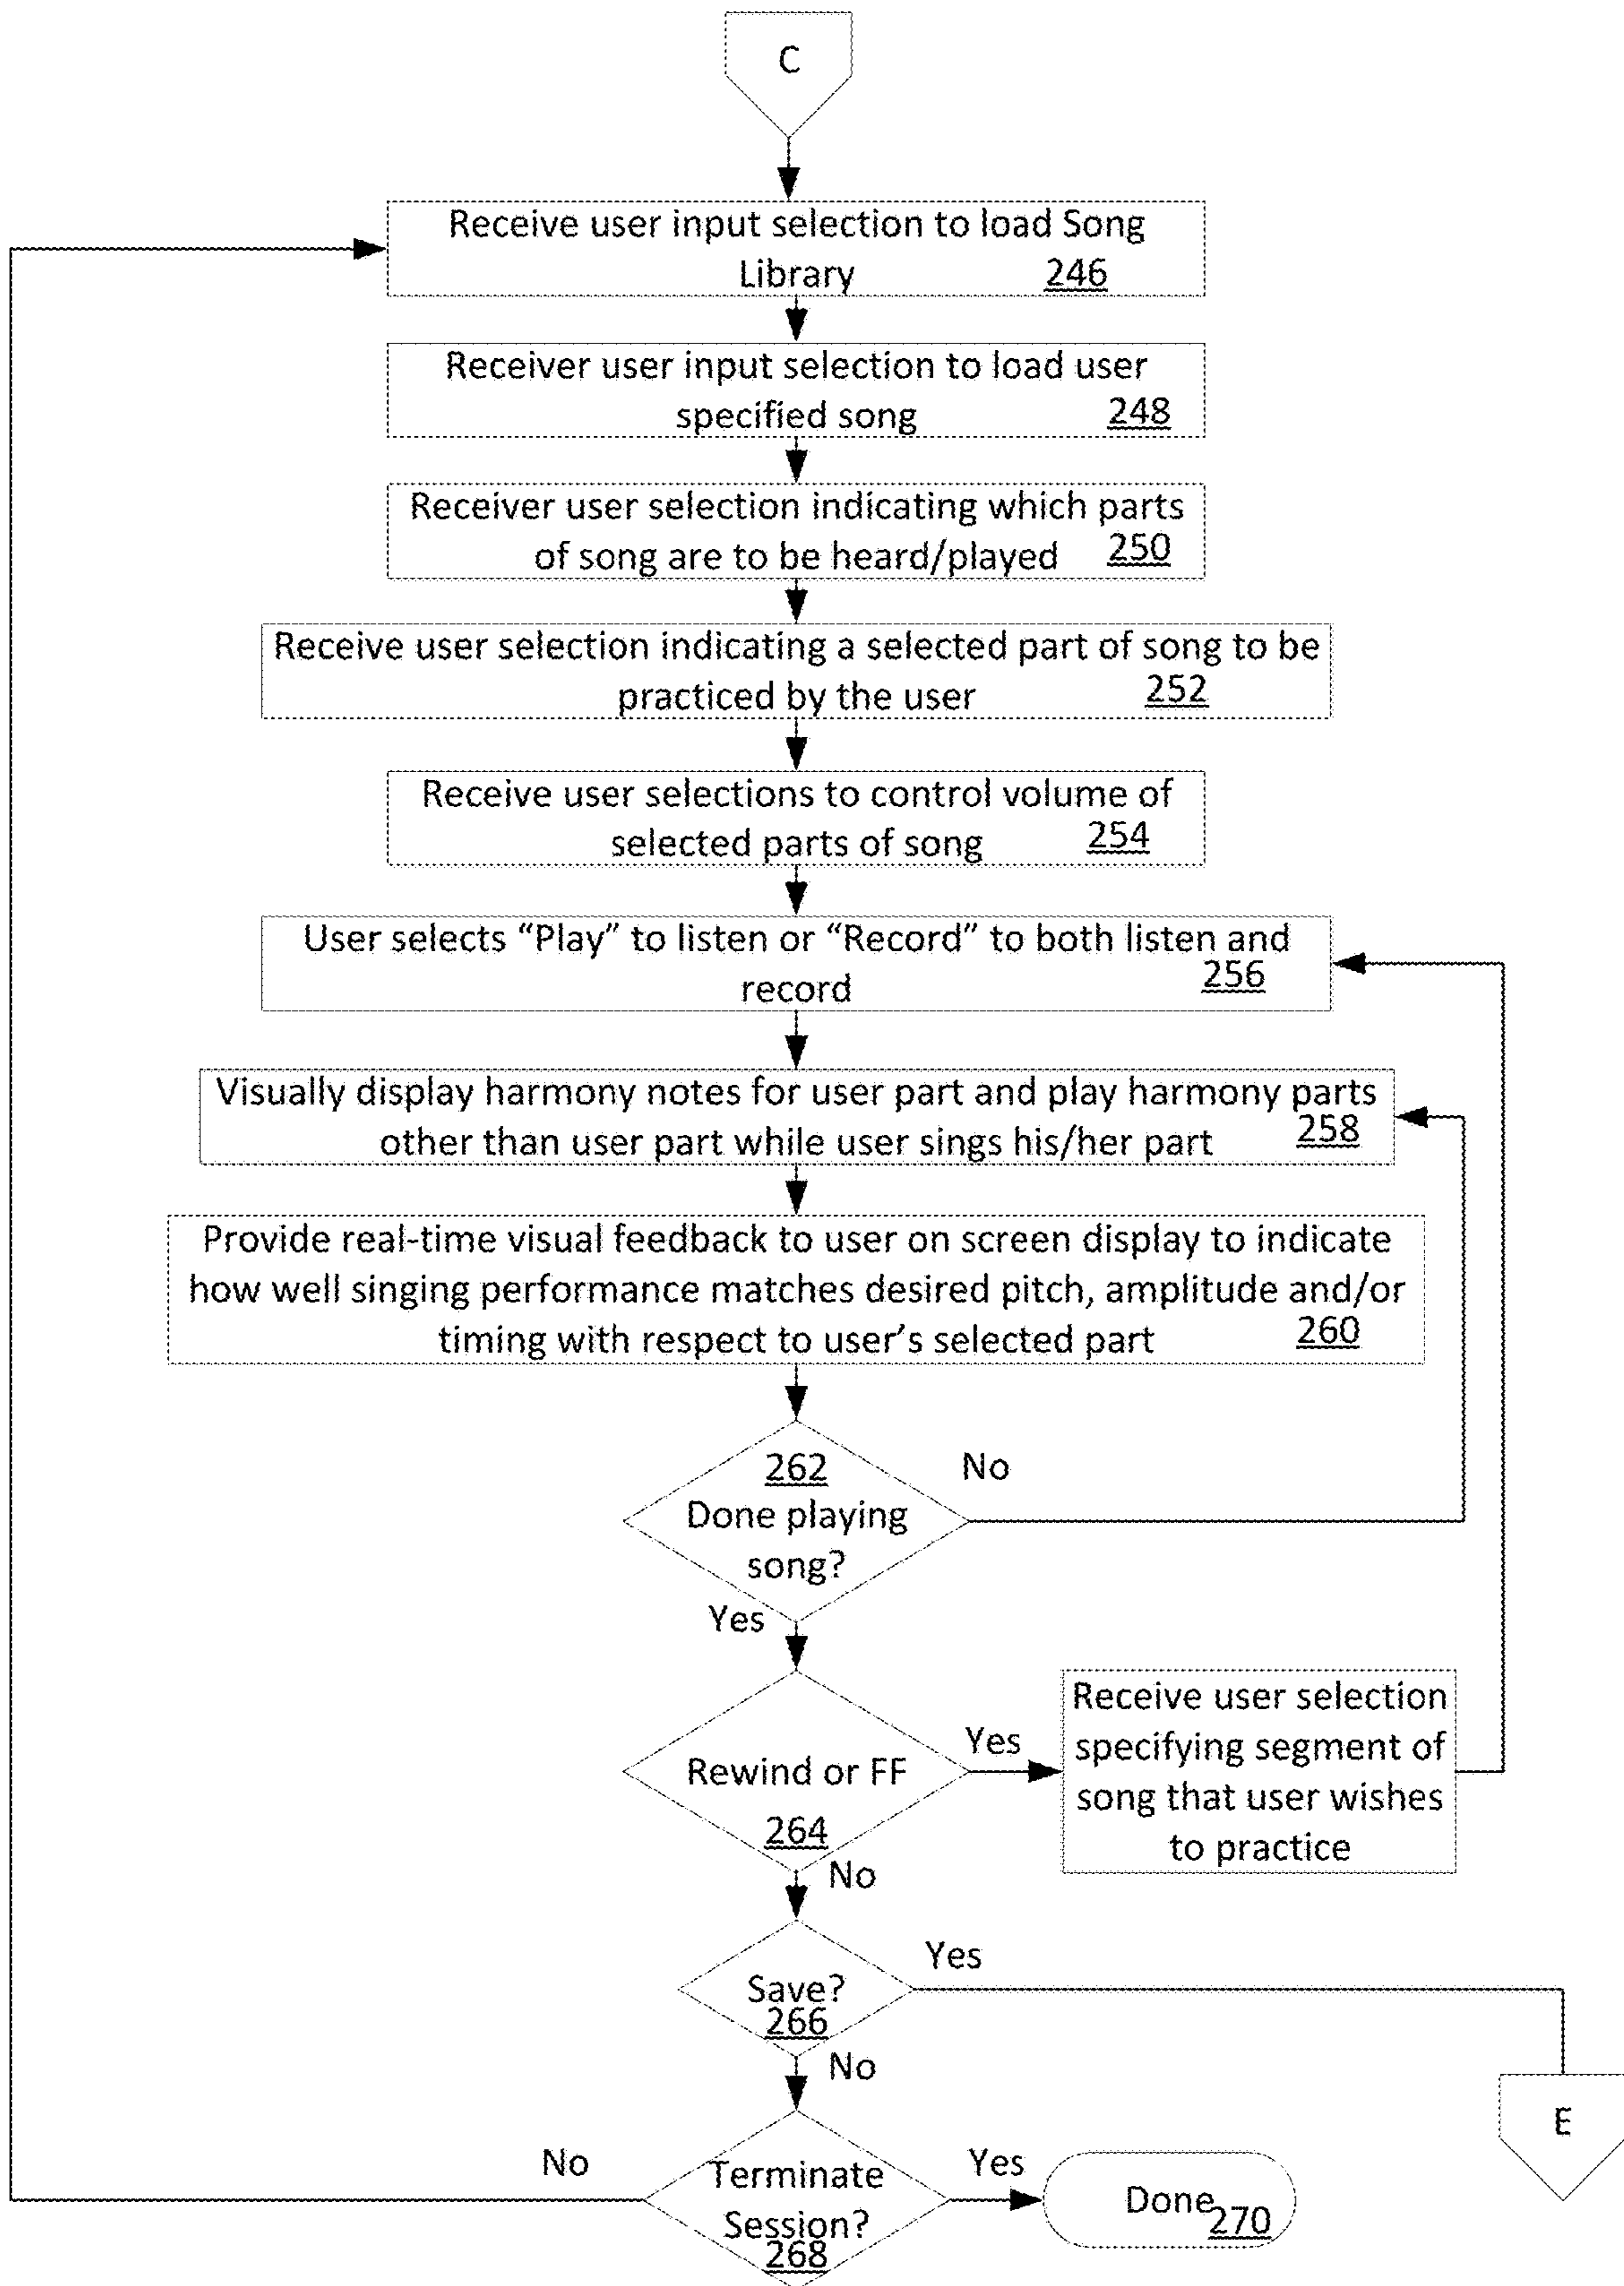 C
Receive user input selection to load Song
Library 246
Receiver user input selection to load user
specified song 248
Receiver user selection indicating which parts
of song are to be heard/played 250
Receive user selection indicating a selected part of song to be
practiced by the user 252
Receive user selections to control volume of
selected parts of song 254
User selects “Play” to listen or “Record” to both listen and
record 256
Visually display harmony notes for user part and play harmony parts
other than user part while user sings his/her part 258
Provide real-time visual feedback to user on screen display to indicate
how well singing performance matches desired pitch, amplitude and/or
timing with respect to user’s selected part 260
262
Done playing
song?
No
Yes
Rewind or FF
264
Yes
Receive user selection
specifying segment of
song that user wishes
to practice
No
Save?
266
Yes
E
No
Terminate
Session?
268
No
Yes
Done 270